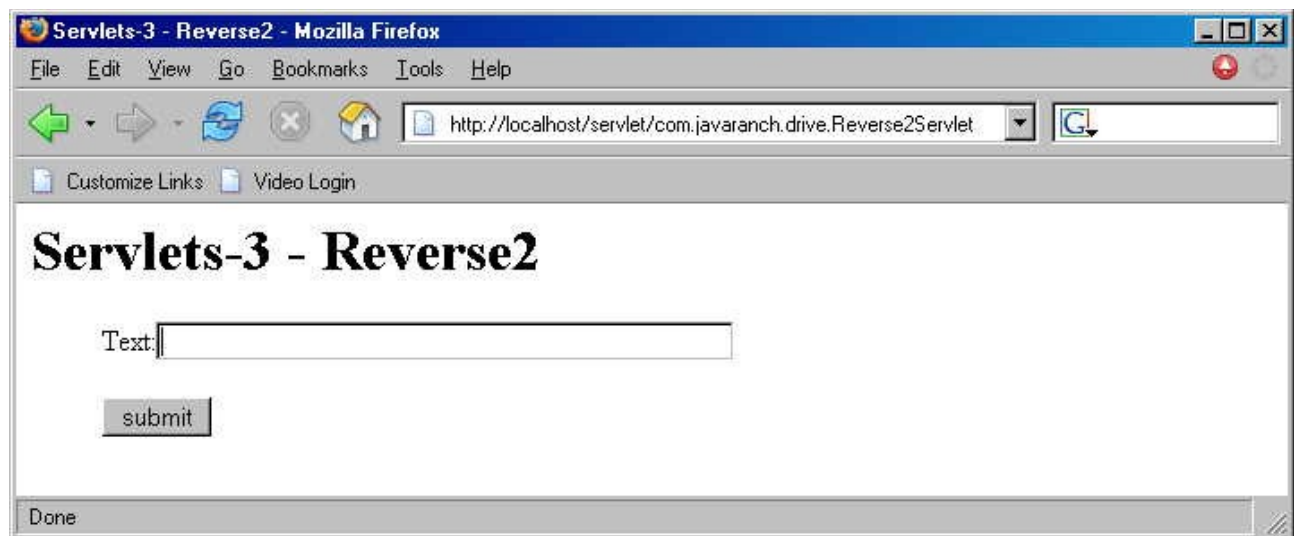 Servlets-3 - Reverse2 - Mozilla Firefox
File Edit View Go Bookmarks Tools Help
http://localhost/servlet/com.javaranch.drive.Reverse2Servlet G
Customize Links Video Login
Servlets-3 - Reverse2
Text:
submit
Done